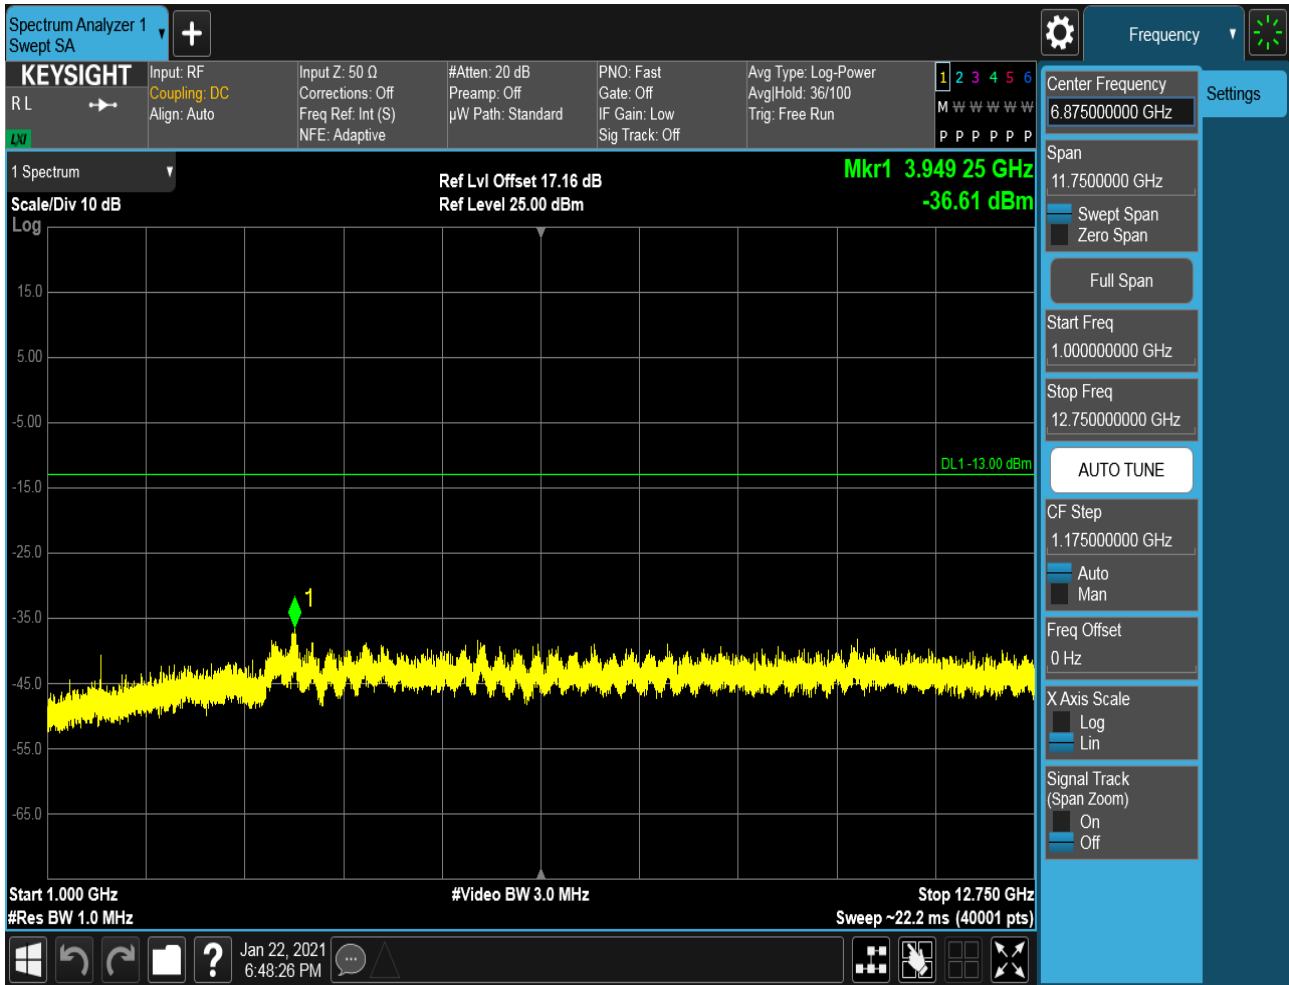 Spectrum Analyzer 1
Swept SA
Frequency
KEYSIGHT
R L
LXI
Input: RF
Coupling: DC
Align: Auto
Input Z: 50 Ω
Corrections: Off
Freq Ref: Int (S)
NFE: Adaptive
#Atten: 20 dB
Preamp: Off
µW Path: Standard
PNO: Fast
Gate: Off
IF Gain: Low
Sig Track: Off
Avg Type: Log-Power
Avg|Hold: 36/100
Trig: Free Run
1 2 3 4 5 6
M W W W W W
P P P P P P
1 Spectrum
Scale/Div 10 dB
Log
Ref Lvl Offset 17.16 dB
Ref Level 25.00 dBm
Mkr1 3.949 25 GHz
-36.61 dBm
15.0
5.00
-5.00
-15.0
-25.0
-35.0
-45.0
-55.0
-65.0
DL1 -13.00 dBm
1
Start 1.000 GHz
#Res BW 1.0 MHz
#Video BW 3.0 MHz
Stop 12.750 GHz
Sweep ~22.2 ms (40001 pts)
Jan 22, 2021
6:48:26 PM
Center Frequency
6.875000000 GHz
Settings
Span
11.7500000 GHz
Swept Span
Zero Span
Full Span
Start Freq
1.000000000 GHz
Stop Freq
12.750000000 GHz
AUTO TUNE
CF Step
1.175000000 GHz
Auto
Man
Freq Offset
0 Hz
X Axis Scale
Log
Lin
Signal Track
(Span Zoom)
On
Off